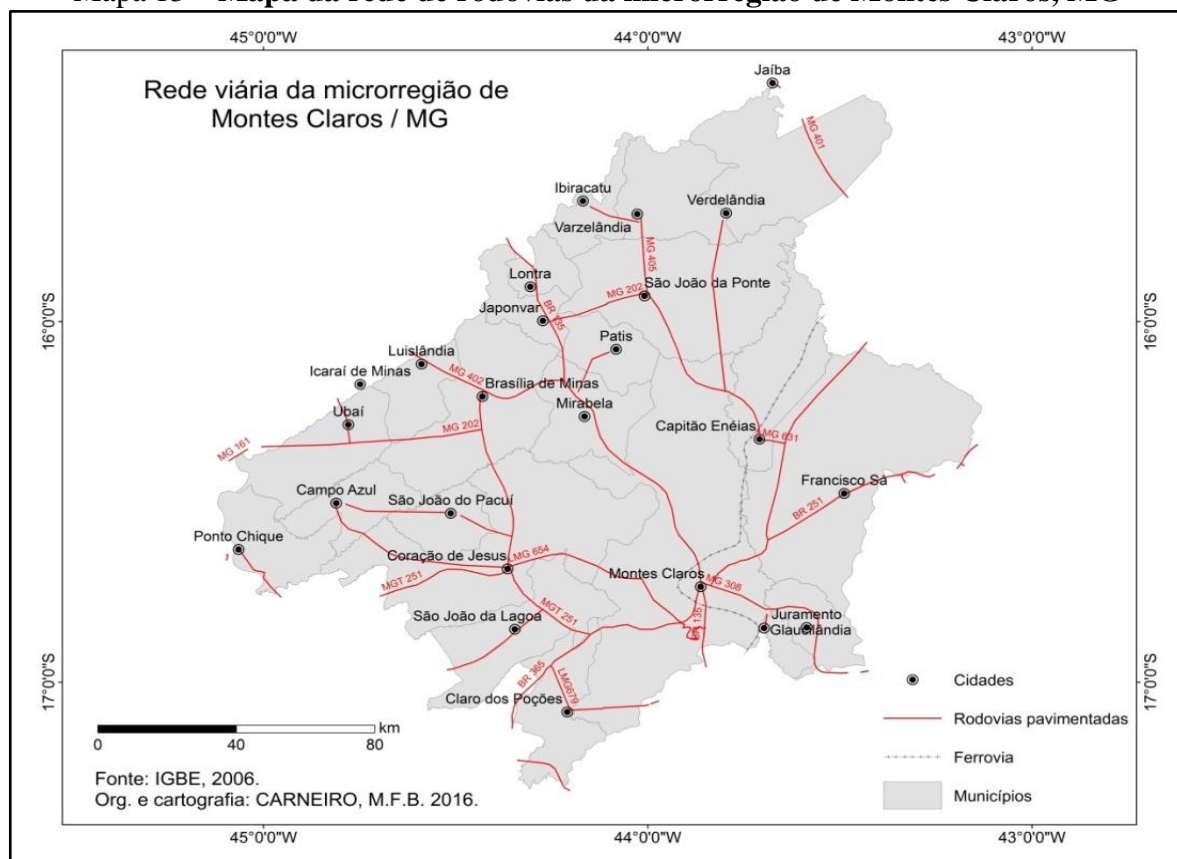 Mapa 13 – Mapa da rede de rodovias da microrregião de Montes Claros, MG
45°0'0"W
44°0'0"W
43°0'0"W
Rede viária da microrregião de
Montes Claros / MG
Jaíba
MG 401
Ibiracatu
Varzelândia
Verdelândia
MG 405
Lontra
MG 202
São João da Ponte
Japonvar
BR 135
16°0'0"S
16°0'0"S
Patis
Luislândia
Icaraí de Minas
MG 402
Brasília de Minas
Mirabela
Ubaí
MG 202
Capitão Enéias
LMG 631
MG 161
Francisco Sá
Campo Azul
São João do Pacuí
BR 251
Ponto Chique
Coração de Jesus
LMG 654
Montes Claros
MG 308
MGT 251
São João da Lagoa
MGT 251
BR 135
Juramento
Glaucilândia
BR 365
LMG679
17°0'0"S
17°0'0"S
Claro dos Poções
Cidades
Rodovias pavimentadas
Ferrovia
Municípios
km
0 40 80
Fonte: IGBE, 2006.
Org. e cartografia: CARNEIRO, M.F.B. 2016.
45°0'0"W
44°0'0"W
43°0'0"W